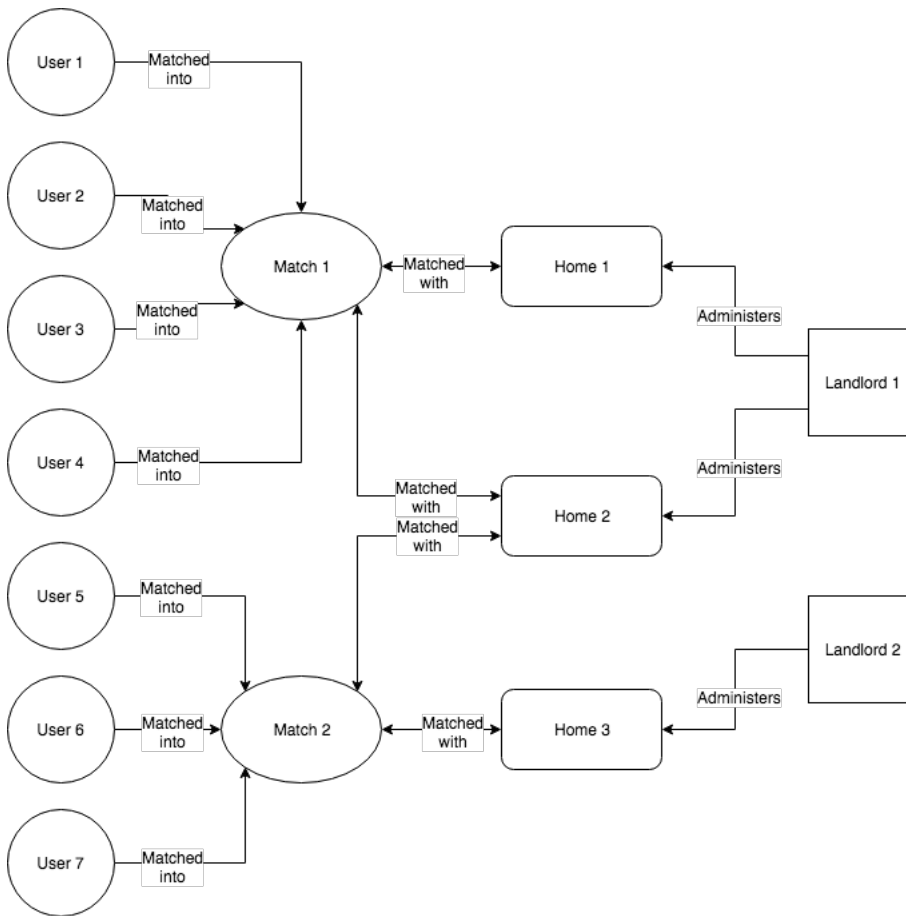 User 1
Matched
into
User 2
Matched
into
Match 1
Matched
with
Home 1
User 3
Matched
into
Administers
Landlord 1
User 4
Matched
into
Administers
Matched
with
Home 2
Matched
with
User 5
Matched
into
Landlord 2
Administers
User 6
Matched
into
Match 2
Matched
with
Home 3
User 7
Matched
into